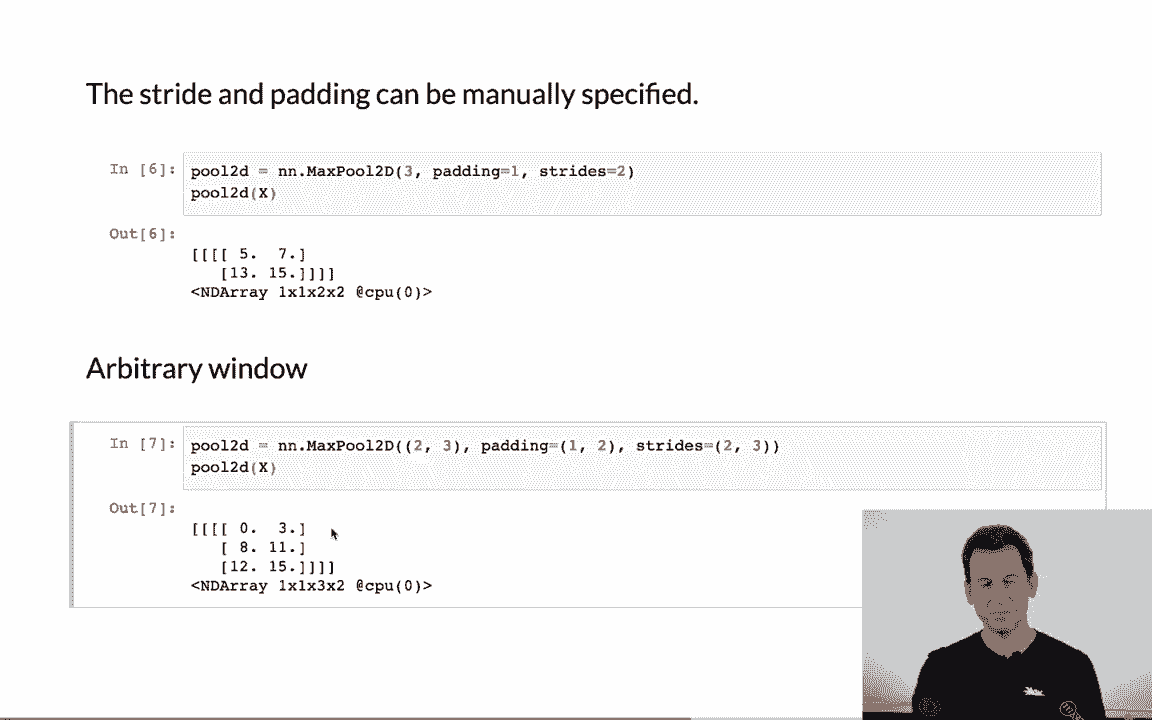 The stride and padding can be manually specified.
In [6]: pool2d = nn.MaxPool2D(3, padding=1, strides=2)
pool2d(X)
Out[6]:
[[[[ 5.  7.]
[13. 15.]]]]
<NDArray 1x1x2x2 @cpu(0)>
Arbitrary window
In [7]: pool2d = nn.MaxPool2D((2, 3), padding=(1, 2), strides=(2, 3))
pool2d(X)
Out[7]:
[[[[ 0.  3.]
[ 8. 11.]
[12. 15.]]]]
<NDArray 1x1x3x2 @cpu(0)>